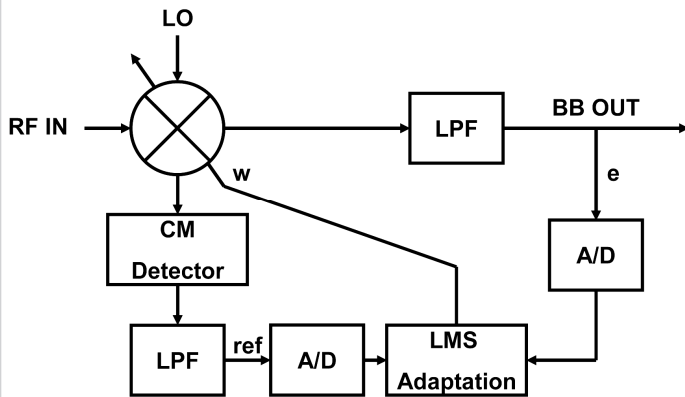 LO
RF IN
LPF
BB OUT
w
e
CM
Detector
A/D
LPF
ref
A/D
LMS
Adaptation